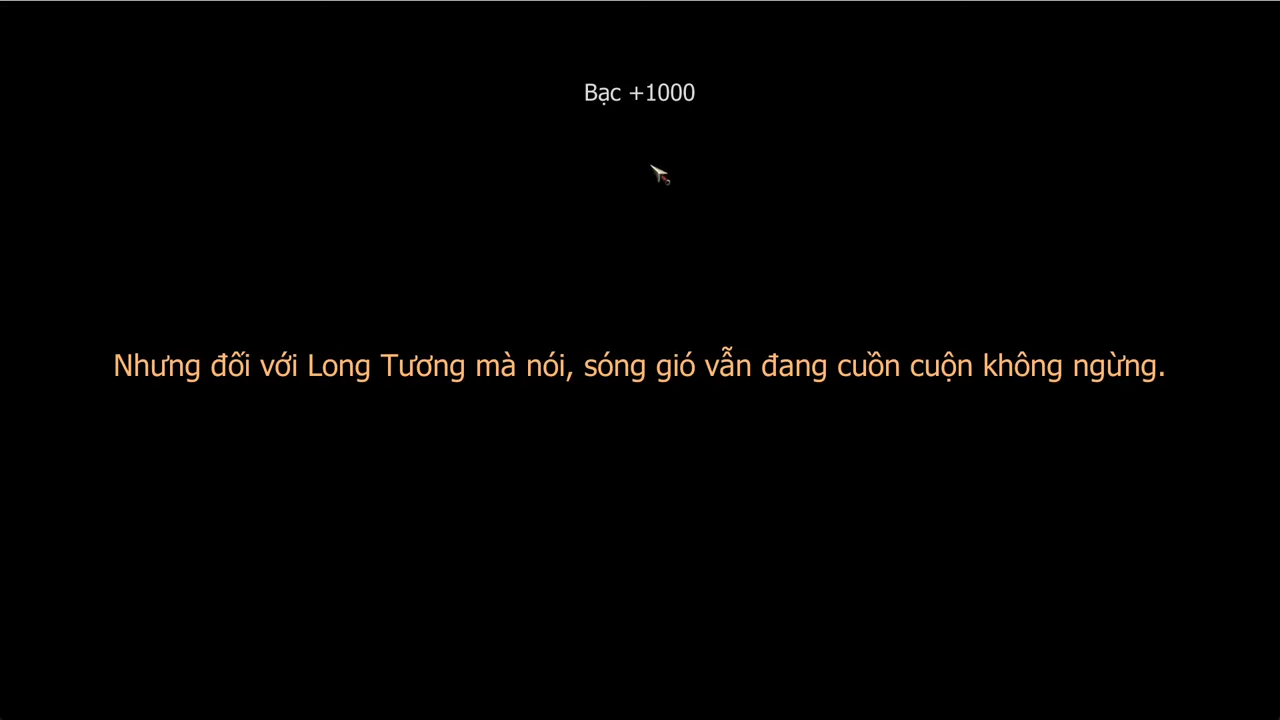 Bạc +1000
Nhưng đối với Long Tương mà nói, sóng gió vẫn đang cuồn cuộn không ngừng.